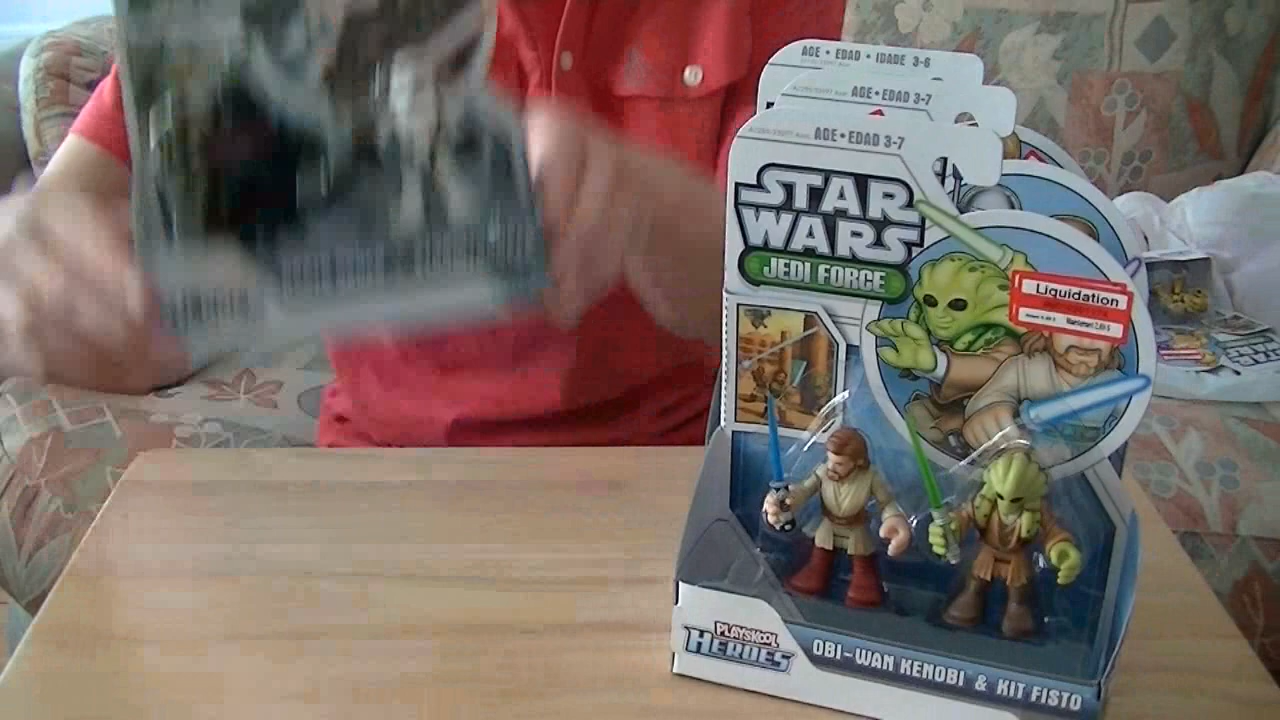 AGE • EDAD • IDADE 3-6
AGE • EDAD 3-7
AGE • EDAD 3-7
STAR
WARS
JEDI FORCE
Liquidation
PLAYSKOOL
HEROES
OBI-WAN KENOBI & KIT FISTO